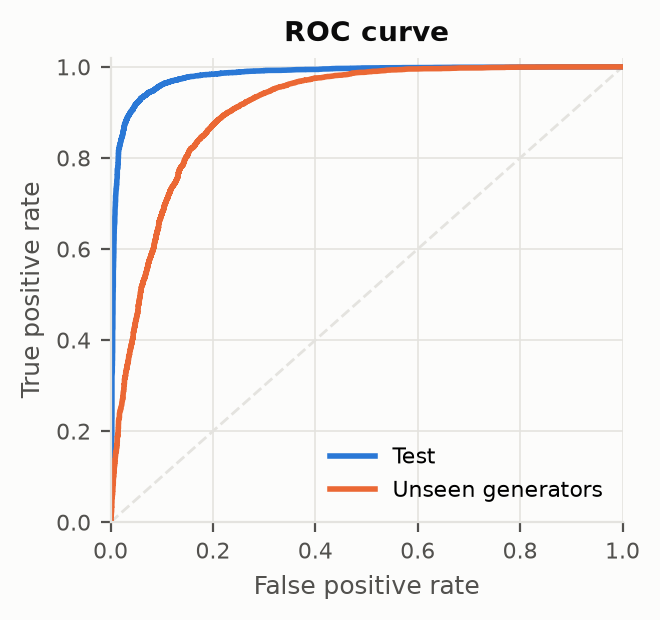 ROC curve
1.0
0.8
0.6
0.4
0.2
0.0
True positive rate
Test
Unseen generators
0.0 0.2 0.4 0.6 0.8 1.0
False positive rate